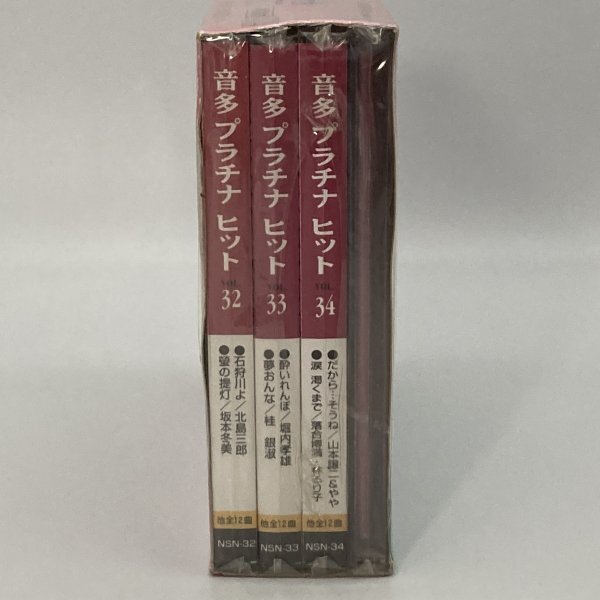 音多 プラチナ ヒット
VOL.
32
●石狩川よ/北島三郎
●螢の提灯/坂本冬美
他全12曲
NSN-32
音多 プラチナ ヒット
VOL.
33
●酔いれんぼ/堀内孝雄
●夢おんな/桂 銀淑
他全12曲
NSN-33
音多 プラチナ ヒット
VOL.
34
●だから…そうね/山本譲二&やや
●涙 渇くまで/落合博満・
他全12曲
NSN-34